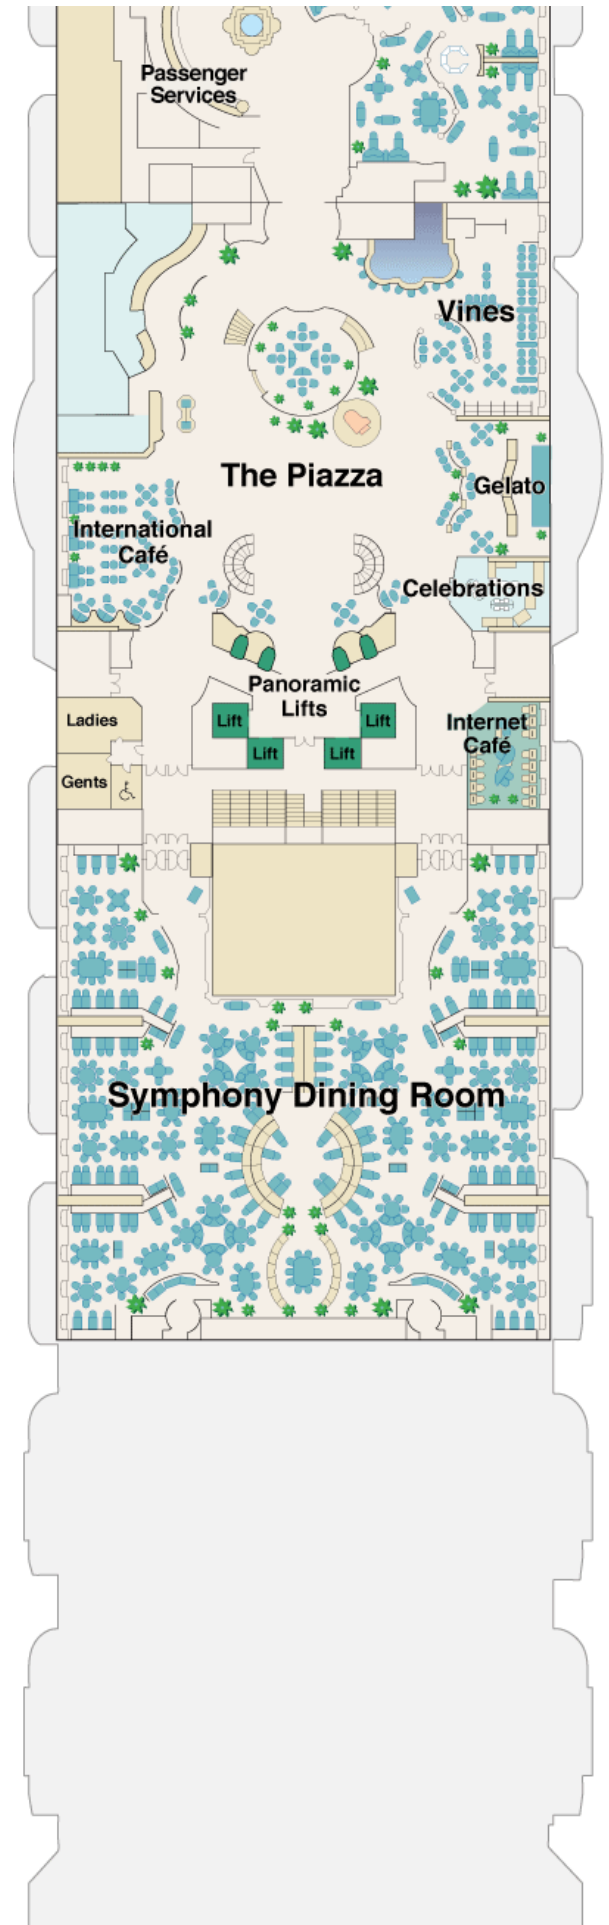 Passenger
Services
Vines
The Piazza
Gelato
International
Café
Celebrations
Panoramic
Lifts
Ladies
Lift
Lift
Internet
Café
Lift
Lift
Gents
Symphony Dining Room